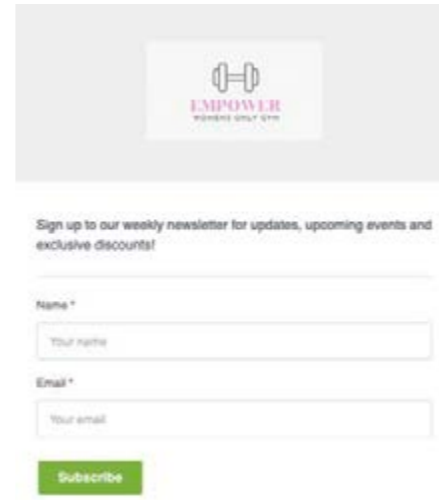 EMPOWER
WOMENS ONLY GYM
Sign up to our weekly newsletter for updates, upcoming events and
exclusive discounts!
Name *
Your name
Email *
Your email
Subscribe